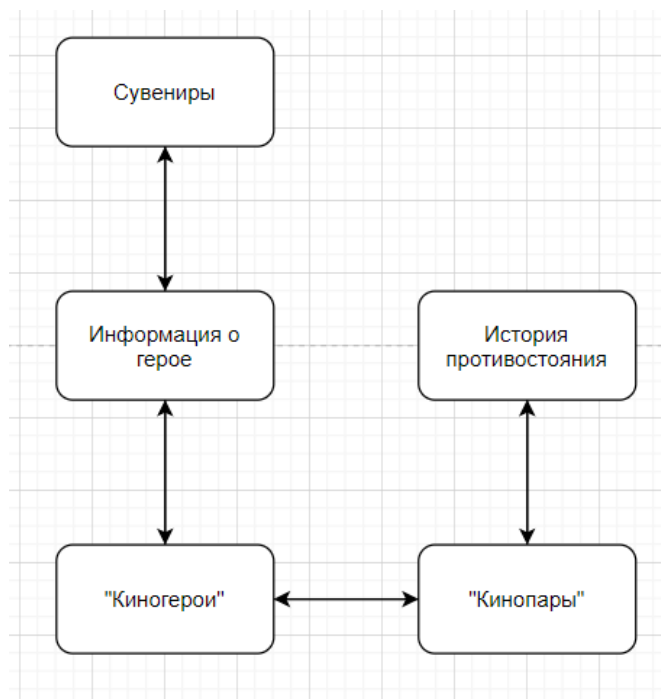 Сувениры
Информация о
герое
История
противостояния
"Киногерои"
"Кинопары"